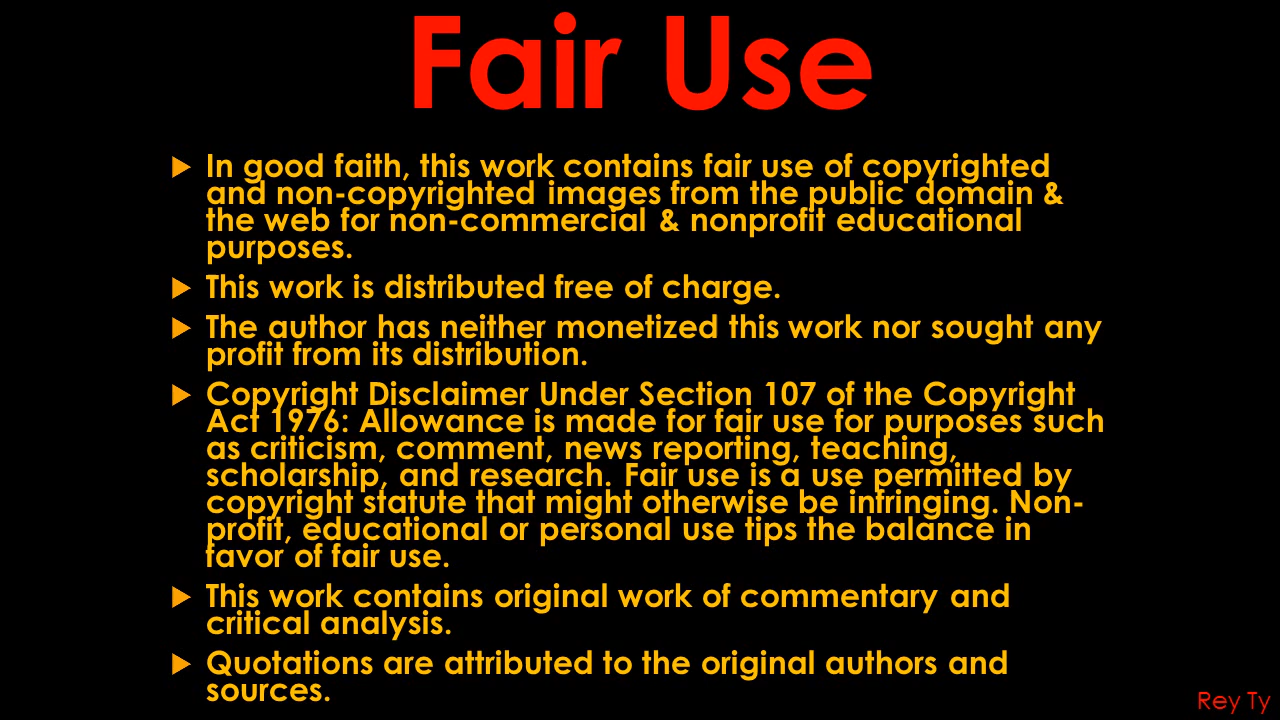 Fair Use
In good faith, this work contains fair use of copyrighted
and non-copyrighted images from the public domain &
the web for non-commercial & nonprofit educational
purposes.
This work is distributed free of charge.
The author has neither monetized this work nor sought any
profit from its distribution.
Copyright Disclaimer Under Section 107 of the Copyright
Act 1976: Allowance is made for fair use for purposes such
as criticism, comment, news reporting, teaching,
scholarship, and research. Fair use is a use permitted by
copyright statute that might otherwise be infringing. Non-
profit, educational or personal use tips the balance in
favor of fair use.
This work contains original work of commentary and
critical analysis.
Quotations are attributed to the original authors and
sources.
Rey Ty